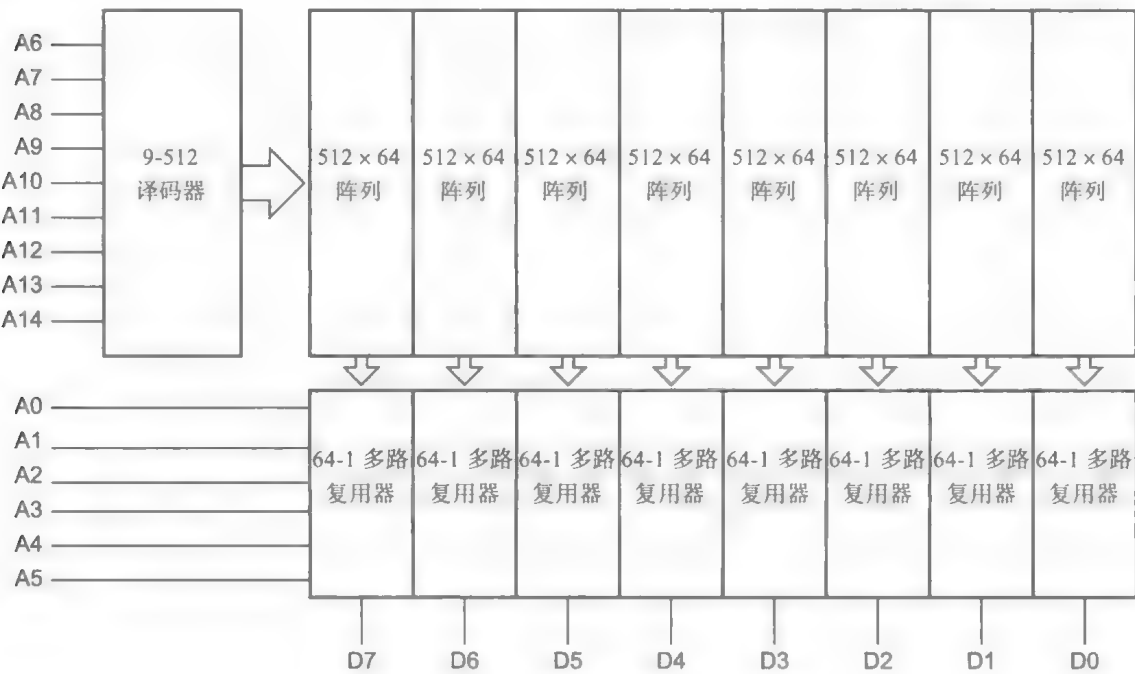 A6
A7
A8
A9
A10
A11
A12
A13
A14
9-512
译码器
512 × 64
阵列
512 × 64
阵列
512 × 64
阵列
512 × 64
阵列
512 × 64
阵列
512 × 64
阵列
512 × 64
阵列
512 × 64
阵列
A0
A1
A2
A3
A4
A5
64-1 多路
复用器
64-1 多路
复用器
64-1 多路
复用器
64-1 多路
复用器
64-1 多路
复用器
64-1 多路
复用器
64-1 多路
复用器
64-1 多路
复用器
D7
D6
D5
D4
D3
D2
D1
D0